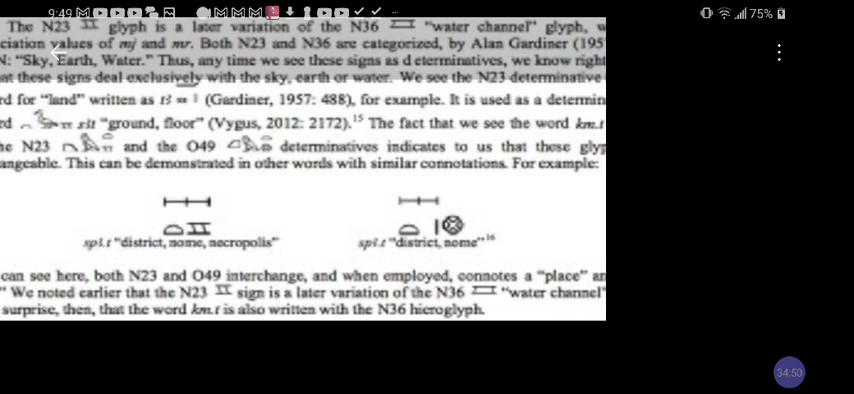 9:49
75%
The N23 glyph is a later variation of the N36 "water channel" glyph, w
ciation values of mj and mr. Both N23 and N36 are categorized, by Alan Gardiner (195
N: "Sky, Earth, Water." Thus, any time we see these signs as d eterminatives, we know right
at these signs deal exclusively with the sky, earth or water. We see the N23 determinative
rd for "land" written as (Gardiner, 1957: 488), for example. It is used as a determin
rd "ground, floor" (Vygus, 2012: 2172).¹⁵ The fact that we see the word km.t
he N23 and the O49 determinatives indicates to us that these glyp
angeable. This can be demonstrated in other words with similar connotations. For example:
"district, nome, necropolis" "district, nome"¹⁶
can see here, both N23 and O49 interchange, and when employed, connotes a "place" an
" We noted earlier that the N23 sign is a later variation of the N36 "water channel"
surprise, then, that the word km.t is also written with the N36 hieroglyph.
34:50